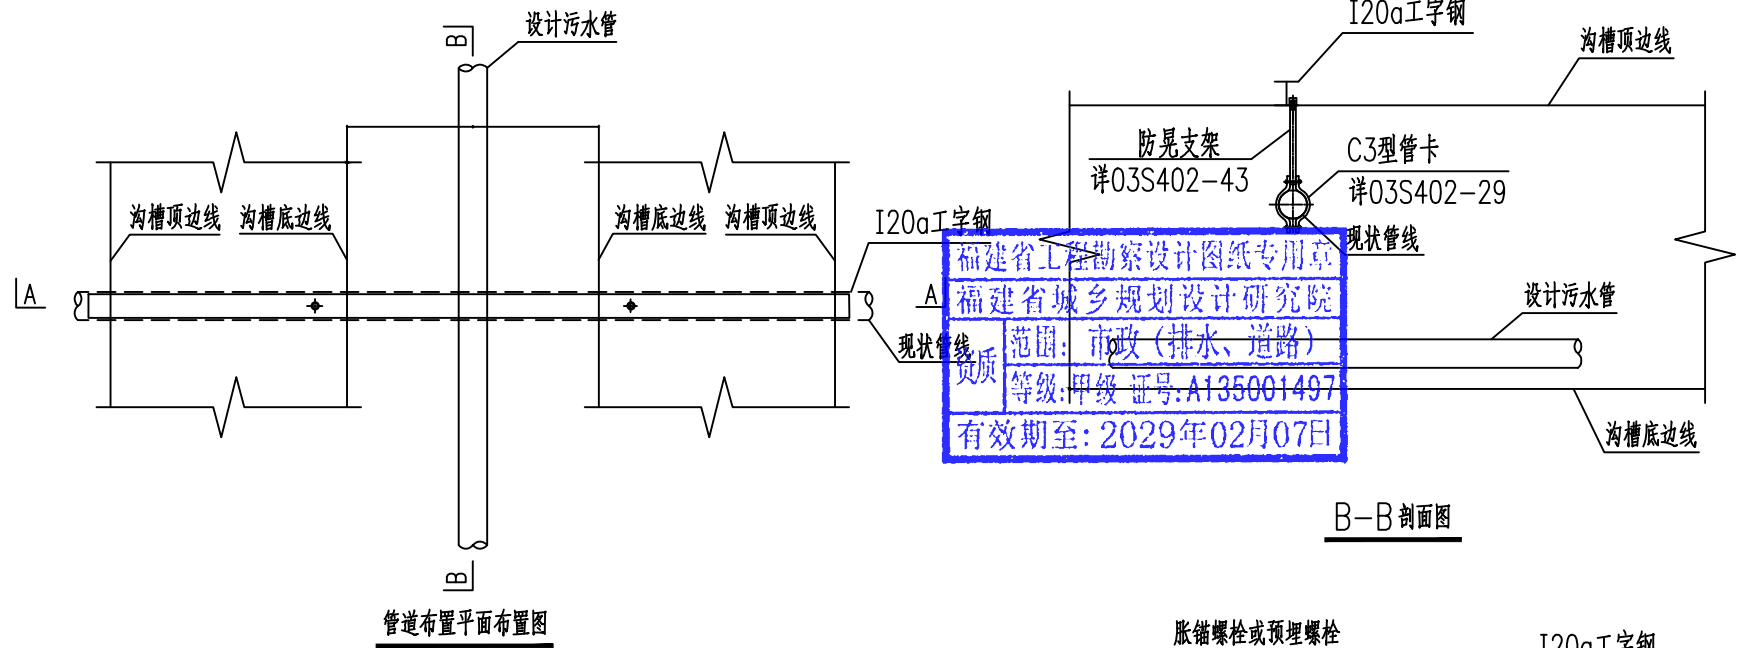 B
设计污水管
I20a工字钢
沟槽顶边线
防晃支架
详03S402-43
C3型管卡
详03S402-29
沟槽顶边线
沟槽底边线
沟槽底边线
沟槽顶边线
I20a工字钢
现状管线
福建省工程勘察设计图纸专用章
A
A
福建省城乡规划设计研究院
设计污水管
资质
范围: 市政（排水、道路）
现状管线
等级:甲级 证号:A135001497
有效期至: 2029年02月07日
沟槽底边线
B-B 剖面图
B
管道布置平面布置图
胀锚螺栓或预埋螺栓
I20a工字钢